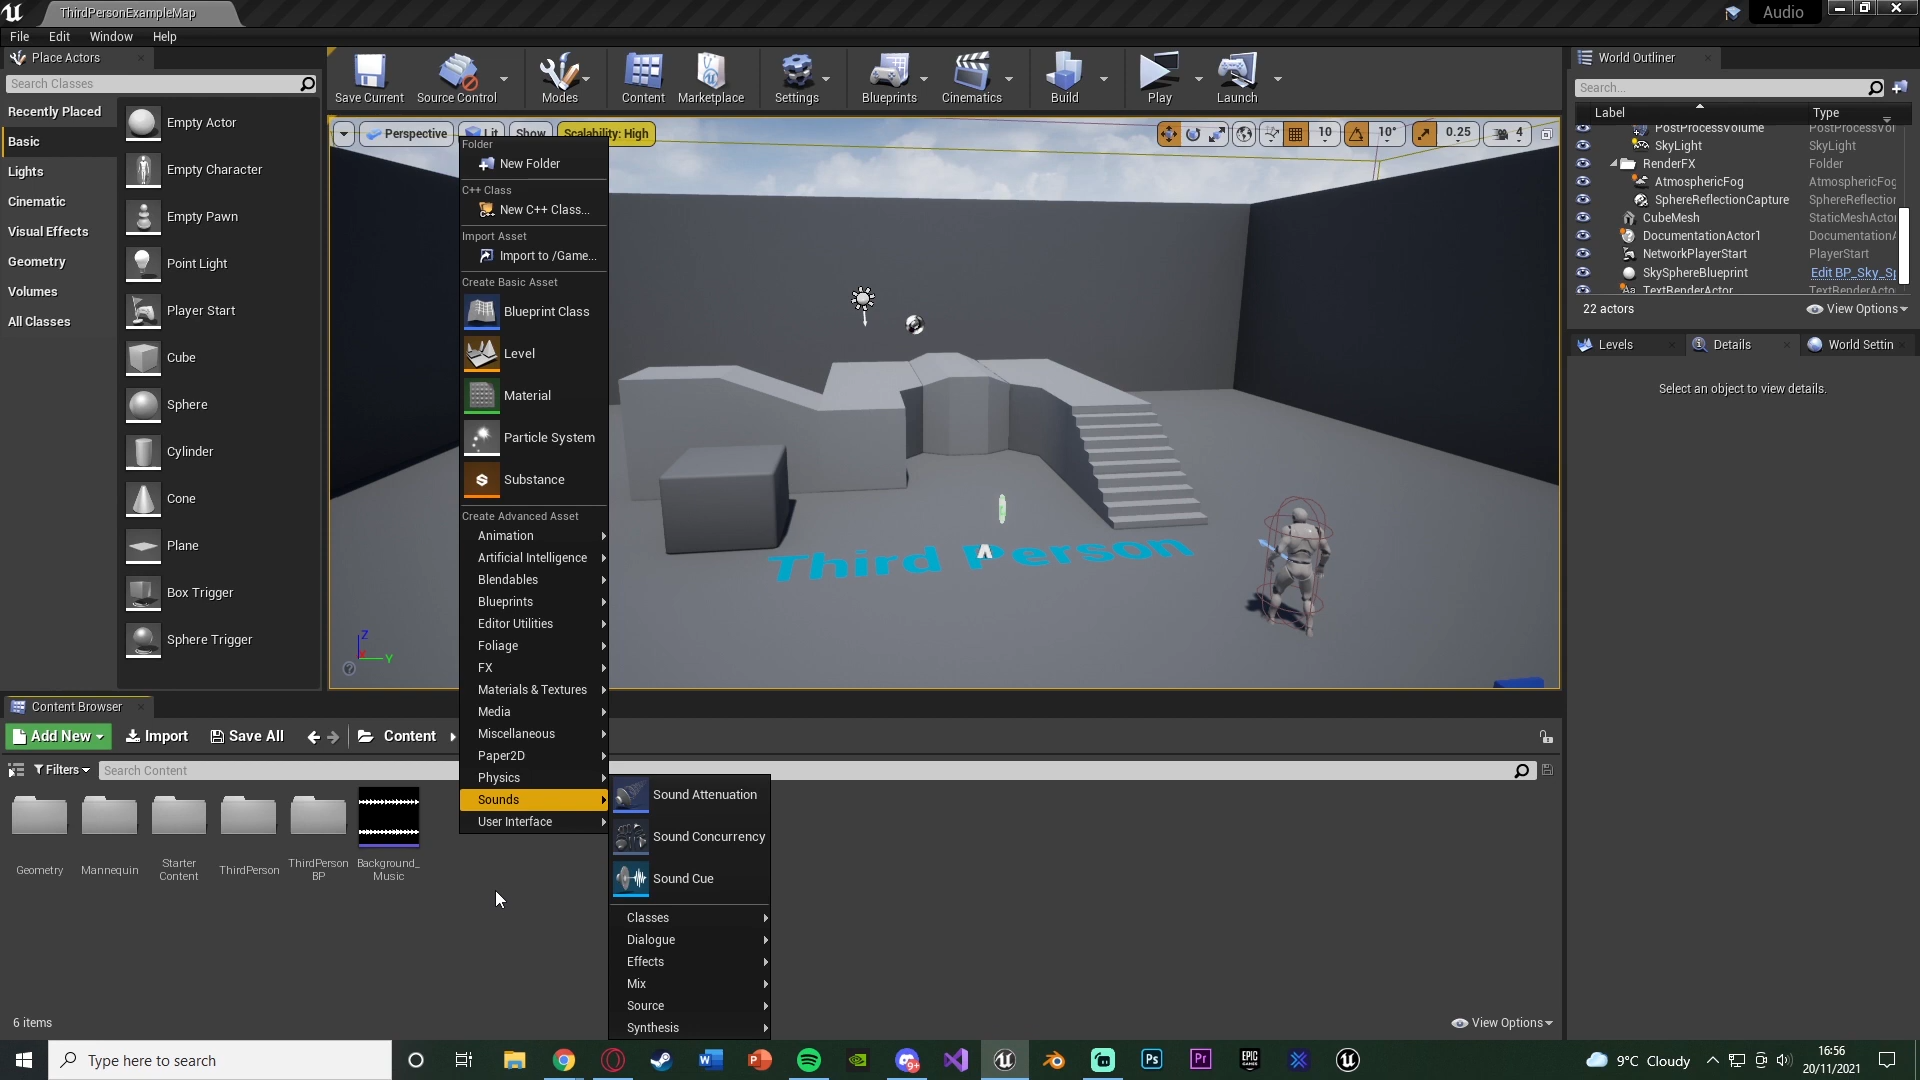 ThirdPersonExampleMap
Audio
File Edit Window Help
Place Actors
Search Classes
Recently Placed
Basic
Lights
Cinematic
Visual Effects
Geometry
Volumes
All Classes
Empty Actor
Empty Character
Empty Pawn
Point Light
Player Start
Cube
Sphere
Cylinder
Cone
Plane
Box Trigger
Sphere Trigger
Save Current Source Control Modes Content Marketplace Settings Blueprints Cinematics Build Play Launch
Perspective Lit Show Scalability: High 10 10° 0.25 4
Folder
New Folder
C++ Class
New C++ Class...
Import Asset
Import to /Game...
Create Basic Asset
Blueprint Class
Level
Material
Particle System
Substance
Create Advanced Asset
Animation
Artificial Intelligence
Blendables
Blueprints
Editor Utilities
Foliage
FX
Materials & Textures
Media
Miscellaneous
Paper2D
Physics
Sounds
User Interface
Sound Attenuation
Sound Concurrency
Sound Cue
Classes
Dialogue
Effects
Mix
Source
Synthesis
Third Person
Z
Y
World Outliner
Search...
Label Type
PostProcessVolume PostProcessVol
SkyLight SkyLight
RenderFX Folder
AtmosphericFog AtmosphericFog
SphereReflectionCapture SphereReflection
CubeMesh StaticMeshActor
DocumentationActor1 DocumentationA
NetworkPlayerStart PlayerStart
SkySphereBlueprint Edit BP_Sky_Sp
TextRenderActor TextRenderActo
22 actors View Options
Levels Details World Settin
Select an object to view details.
Content Browser
Add New Import Save All Content
Filters Search Content
Geometry
Mannequin
Starter
Content
ThirdPerson
ThirdPerson
BP
Background_
Music
6 items View Options
Type here to search
9+
9°C Cloudy
16:56
20/11/2021